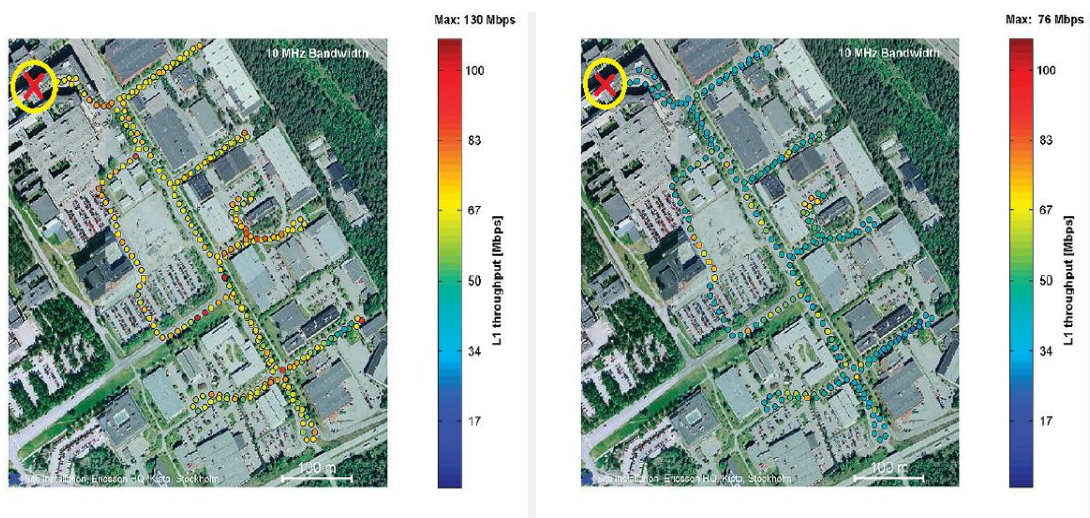 Max: 130 Mbps
10 MHz Bandwidth
100
83
67
50
34
17
L1 throughput [Mbps]
100 m
Site Installation, Ericsson HQ, Kista, Stockholm
Max: 76 Mbps
10 MHz Bandwidth
100
83
67
50
34
17
L1 throughput [Mbps]
100 m
Site Installation, Ericsson HQ, Kista, Stockholm